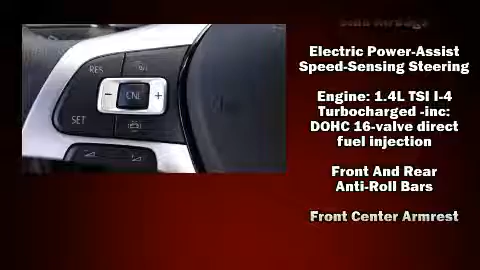 RES
CNL
SET
Electric Power-Assist
Speed-Sensing Steering
Engine: 1.4L TSI I-4
Turbocharged -inc:
DOHC 16-valve direct
fuel injection
Front And Rear
Anti-Roll Bars
Front Center Armrest